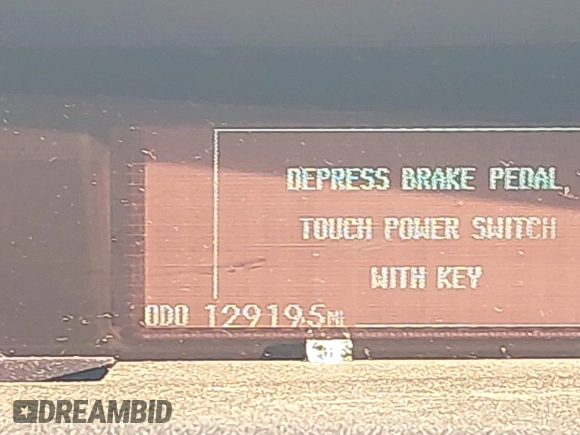 DEPRESS BRAKE PEDAL,
TOUCH POWER SWITCH
WITH KEY
ODO 129195 MI
DREAMBID